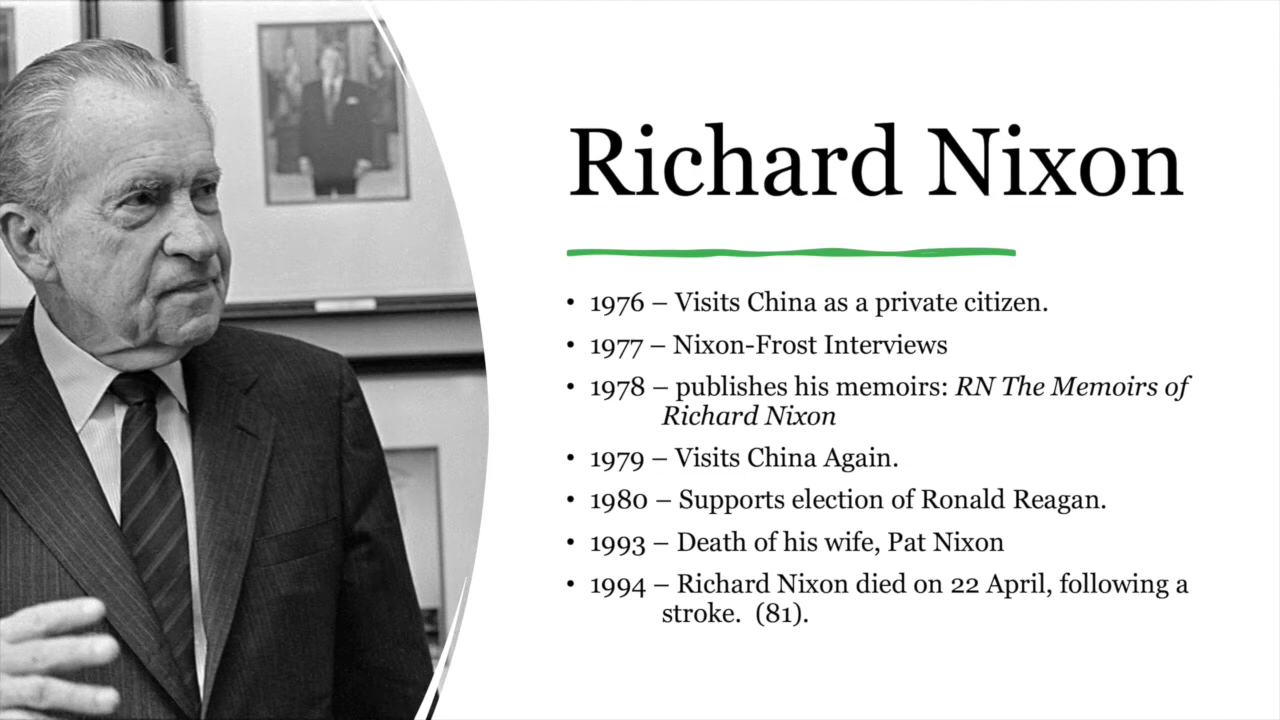 Richard Nixon
• 1976 – Visits China as a private citizen.
• 1977 – Nixon-Frost Interviews
• 1978 – publishes his memoirs: RN The Memoirs of
Richard Nixon
• 1979 – Visits China Again.
• 1980 – Supports election of Ronald Reagan.
• 1993 – Death of his wife, Pat Nixon
• 1994 – Richard Nixon died on 22 April, following a
stroke.  (81).